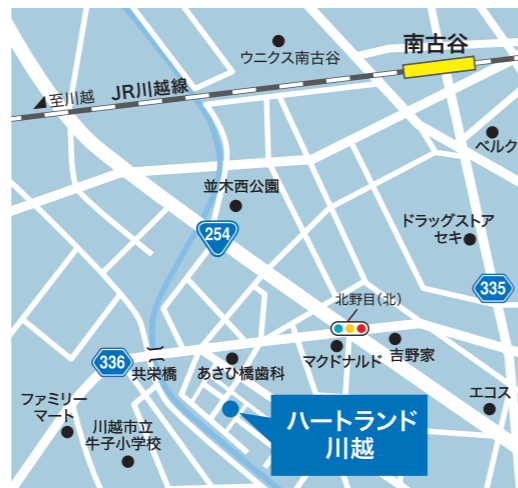 南古谷
ウニクス南古谷
JR川越線
至川越
ベルク
並木西公園
ドラッグストア
セキ
254
335
北野目(北)
336
共栄橋
あさひ橋歯科
マクドナルド
吉野家
ファミリー
マート
川越市立
牛子小学校
エコス
ハートランド
川越